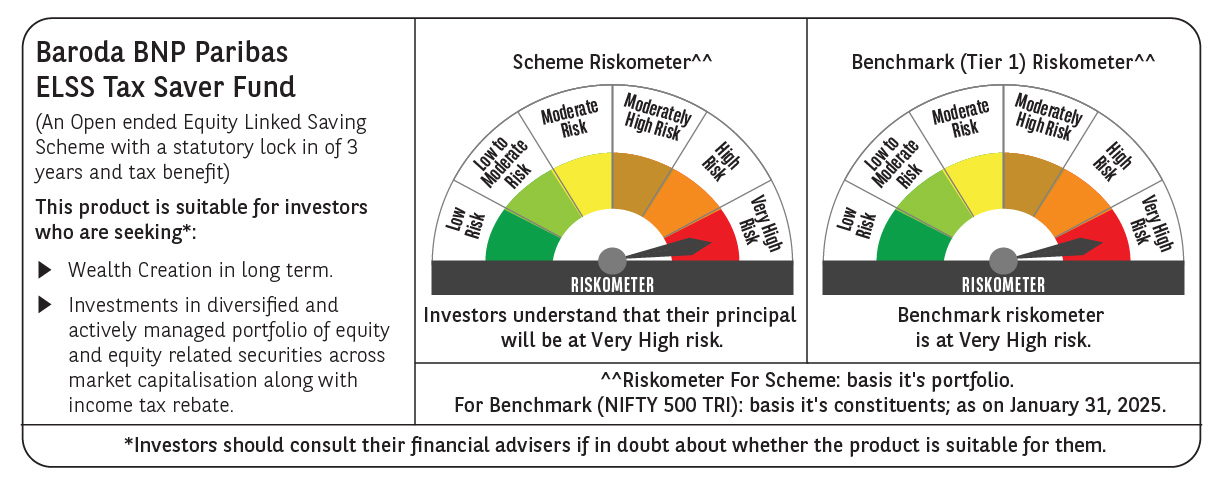 Baroda BNP Paribas
ELSS Tax Saver Fund
(An Open ended Equity Linked Saving
Scheme with a statutory lock in of 3
years and tax benefit)
This product is suitable for investors
who are seeking*:
Wealth Creation in long term.
Investments in diversified and
actively managed portfolio of equity
and equity related securities across
market capitalisation along with
income tax rebate.
Scheme Riskometer^^
Low
Risk
Low to
Moderate
Risk
Moderate
Risk
Moderately
High Risk
High
Risk
Very High
Risk
RISKOMETER
Investors understand that their principal
will be at Very High risk.
Benchmark (Tier 1) Riskometer^^
Low
Risk
Low to
Moderate
Risk
Moderate
Risk
Moderately
High Risk
High
Risk
Very High
Risk
RISKOMETER
Benchmark riskometer
is at Very High risk.
^^Riskometer For Scheme: basis it's portfolio.
For Benchmark (NIFTY 500 TRI): basis it's constituents; as on January 31, 2025.
*Investors should consult their financial advisers if in doubt about whether the product is suitable for them.